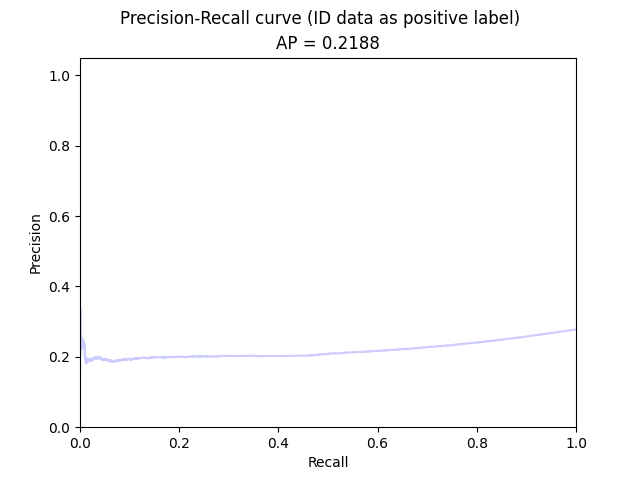 Precision-Recall curve (ID data as positive label)
AP = 0.2188
1.0
0.8
0.6
0.4
0.2
0.0
Precision
0.0 0.2 0.4 0.6 0.8 1.0
Recall